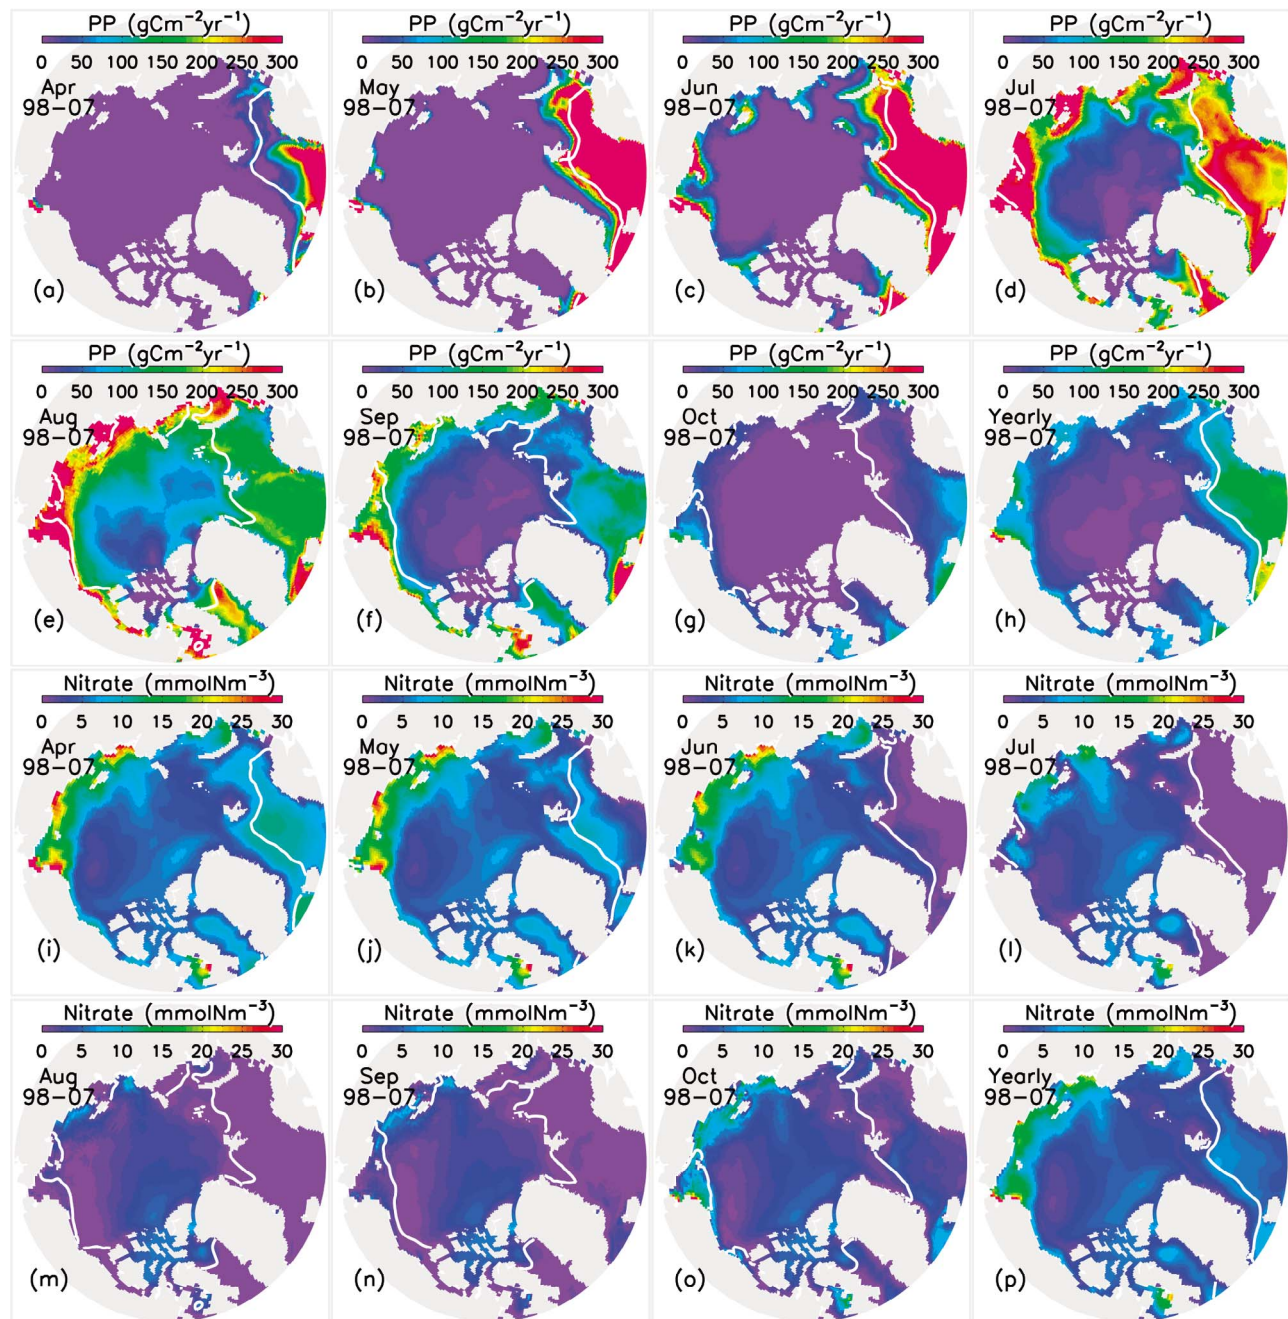 PP (gCm⁻²yr⁻¹) PP (gCm⁻²yr⁻¹) PP (gCm⁻²yr⁻¹) PP (gCm⁻²yr⁻¹)
0 50 100 150 200 250 300 0 50 100 150 200 250 300 0 50 100 150 200 250 300 0 50 100 150 200 250 300
Apr May Jun Jul
98-07 98-07 98-07 98-07
(a) (b) (c) (d)
PP (gCm⁻²yr⁻¹) PP (gCm⁻²yr⁻¹) PP (gCm⁻²yr⁻¹) PP (gCm⁻²yr⁻¹)
0 50 100 150 200 250 300 0 50 100 150 200 250 300 0 50 100 150 200 250 300 0 50 100 150 200 250 300
Aug Sep Oct Yearly
98-07 98-07 98-07 98-07
(e) (f) (g) (h)
Nitrate (mmolNm⁻³) Nitrate (mmolNm⁻³) Nitrate (mmolNm⁻³) Nitrate (mmolNm⁻³)
0 5 10 15 20 25 30 0 5 10 15 20 25 30 0 5 10 15 20 25 30 0 5 10 15 20 25 30
Apr May Jun Jul
98-07 98-07 98-07 98-07
(i) (j) (k) (l)
Nitrate (mmolNm⁻³) Nitrate (mmolNm⁻³) Nitrate (mmolNm⁻³) Nitrate (mmolNm⁻³)
0 5 10 15 20 25 30 0 5 10 15 20 25 30 0 5 10 15 20 25 30 0 5 10 15 20 25 30
Aug Sep Oct Yearly
98-07 98-07 98-07 98-07
(m) (n) (o) (p)